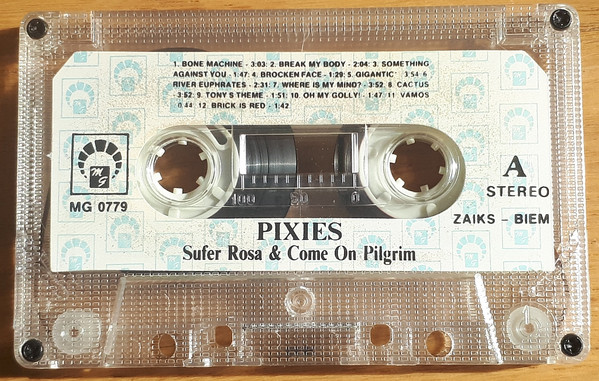 1. BONE MACHINE - 3:03: 2. BREAK MY BODY - 2:04: 3. SOMETHING
AGAINST YOU - 1:47: 4. BROCKEN FACE - 1:29: 5. GIGANTIC - 3:54 6.
RIVER EUPHRATES - 2:31: 7. WHERE IS MY MIND? - 3:52, 8. CACTUS
- 3:52; 9. TONY S THEME - 1:51; 10. OH MY GOLLY! - 1:47 11. VAMOS
0:44 12. BRICK IS RED - 1:42
MG
MG 0779
A
STEREO
ZAIKS - BIEM
100
50
0
PIXIES
Sufer Rosa & Come On Pilgrim